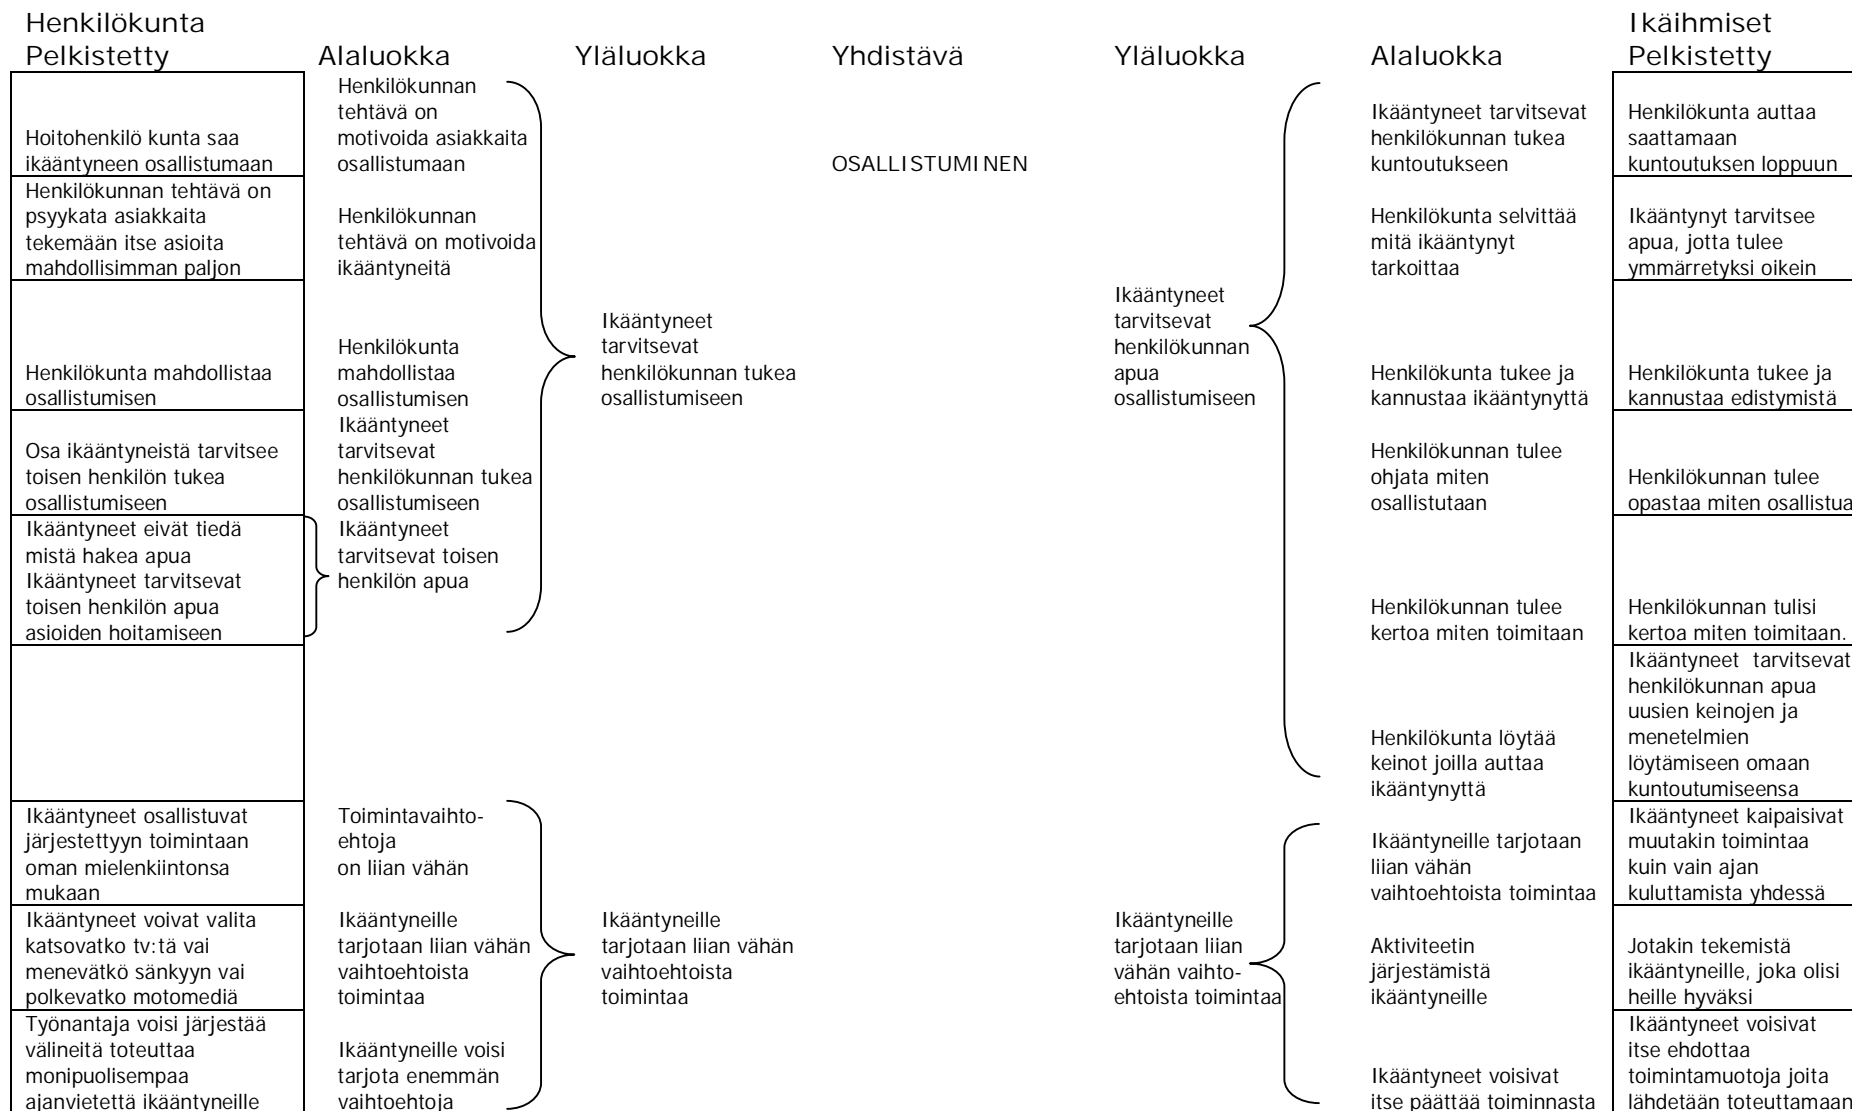 Henkilökunta
Pelkistetty
Alaluokka
Yläluokka
Yhdistävä
Yläluokka
Alaluokka
Ikäihmiset
Pelkistetty
Hoitohenkilö kunta saa
ikääntyneen osallistumaan
Henkilökunnan
tehtävä on
motivoida asiakkaita
osallistumaan
OSALLISTUMINEN
Ikääntyneet tarvitsevat
henkilökunnan tukea
kuntoutukseen
Henkilökunta auttaa
saattamaan
kuntoutuksen loppuun
Henkilökunnan tehtävä on
psyykata asiakkaita
tekemään itse asioita
mahdollisimman paljon
Henkilökunnan
tehtävä on motivoida
ikääntyneitä
Henkilökunta selvittää
mitä ikääntynyt
tarkoittaa
Ikääntynyt tarvitsee
apua, jotta tulee
ymmärretyksi oikein
Henkilökunta mahdollistaa
osallistumisen
Henkilökunta
mahdollistaa
osallistumisen
Ikääntyneet
tarvitsevat
henkilökunnan tukea
osallistumiseen
Ikääntyneet
tarvitsevat
henkilökunnan
apua
osallistumiseen
Henkilökunta tukee ja
kannustaa ikääntynyttä
Henkilökunta tukee ja
kannustaa edistymistä
Osa ikääntyneistä tarvitsee
toisen henkilön tukea
osallistumiseen
Ikääntyneet
tarvitsevat
henkilökunnan tukea
osallistumiseen
Henkilökunnan tulee
ohjata miten
osallistutaan
Henkilökunnan tulee
opastaa miten osallistua
Ikääntyneet eivät tiedä
mistä hakea apua
Ikääntyneet tarvitsevat
toisen henkilön apua
asioiden hoitamiseen
Ikääntyneet
tarvitsevat toisen
henkilön apua
Henkilökunnan tulee
kertoa miten toimitaan
Henkilökunnan tulisi
kertoa miten toimitaan.
Henkilökunta löytää
keinot joilla auttaa
ikääntynyttä
Ikääntyneet tarvitsevat
henkilökunnan apua
uusien keinojen ja
menetelmien
löytämiseen omaan
kuntoutumiseensa
Ikääntyneet osallistuvat
järjestettyyn toimintaan
oman mielenkiintonsa
mukaan
Toimintavaihto-
ehtoja
on liian vähän
Ikääntyneille tarjotaan
liian vähän
vaihtoehtoista toimintaa
Ikääntyneet kaipaisivat
muutakin toimintaa
kuin vain ajan
kuluttamista yhdessä
Ikääntyneet voivat valita
katsovatko tv:tä vai
menevätkö sänkyyn vai
polkevatko motomediä
Ikääntyneille
tarjotaan liian vähän
vaihtoehtoista
toimintaa
Ikääntyneille
tarjotaan liian vähän
vaihtoehtoista
toimintaa
Ikääntyneille
tarjotaan liian
vähän vaihto-
ehtoista toimintaa
Aktiviteetin
järjestämistä
ikääntyneille
Jotakin tekemistä
ikääntyneille, joka olisi
heille hyväksi
Työnantaja voisi järjestää
välineitä toteuttaa
monipuolisempaa
ajanvietettä ikääntyneille
Ikääntyneille voisi
tarjota enemmän
vaihtoehtoja
Ikääntyneet voisivat
itse päättää toiminnasta
Ikääntyneet voisivat
itse ehdottaa
toimintamuotoja joita
lähdetään toteuttamaan